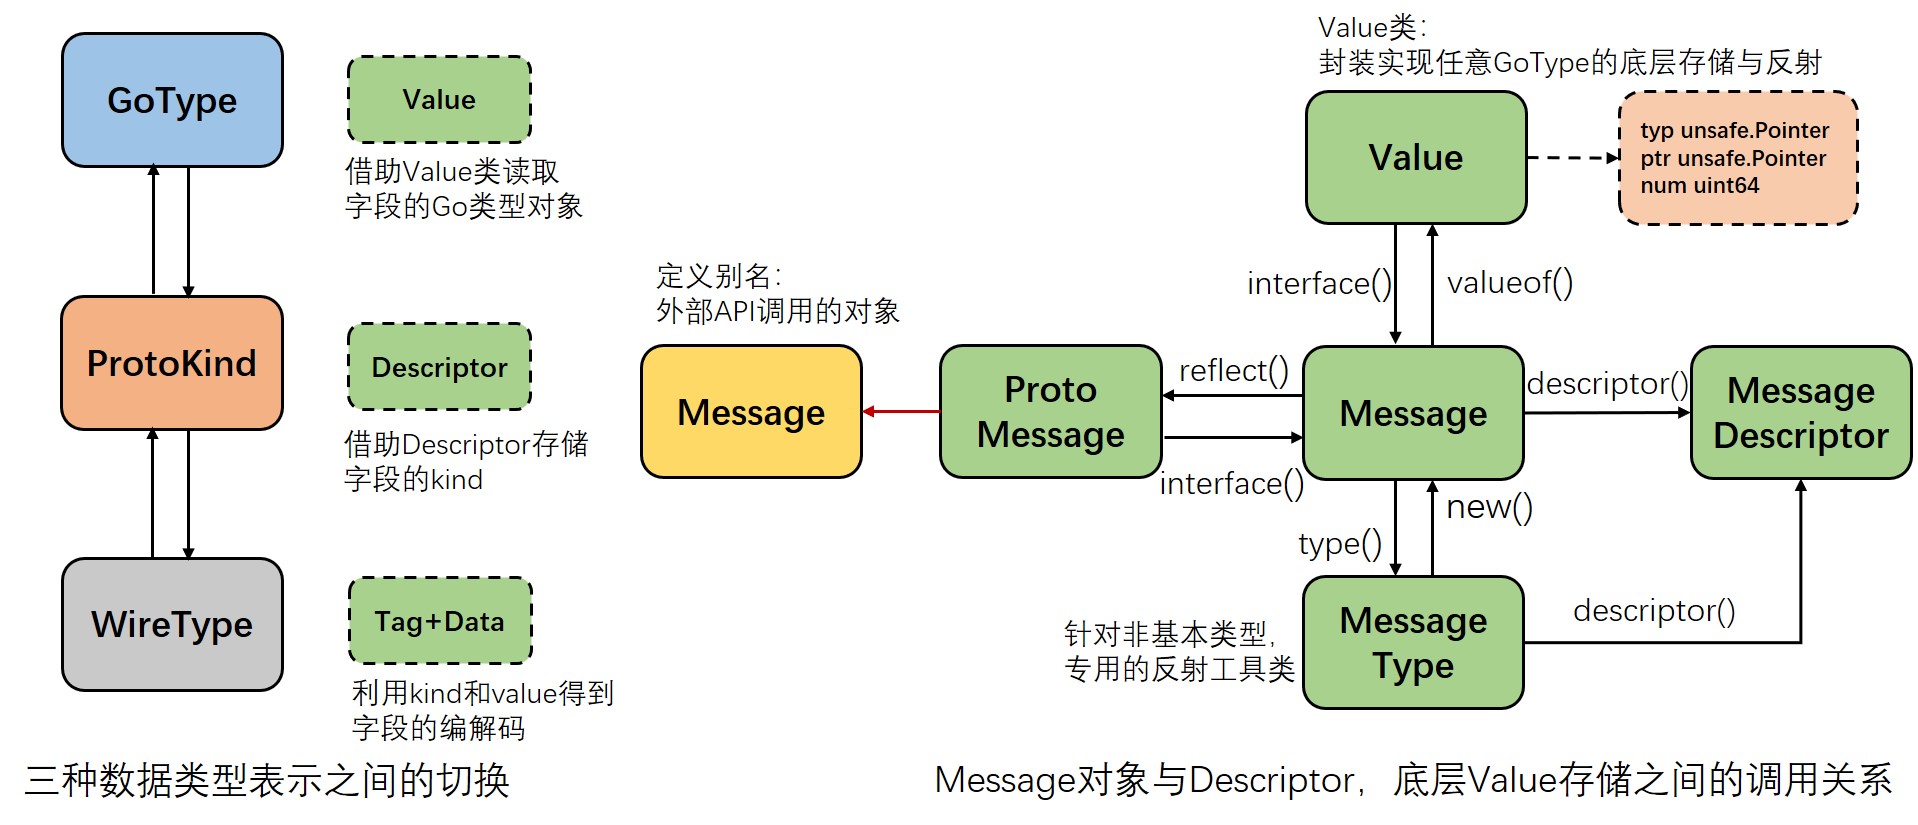 GoType
Value
借助Value类读取
字段的Go类型对象
ProtoKind
Descriptor
借助Descriptor存储
字段的kind
WireType
Tag+Data
利用kind和value得到
字段的编解码
三种数据类型表示之间的切换
Value类：
封装实现任意GoType的底层存储与反射
Value
typ unsafe.Pointer
ptr unsafe.Pointer
num uint64
interface()
valueof()
定义别名：
外部API调用的对象
Message
Proto
Message
reflect()
interface()
Message
descriptor()
Message
Descriptor
type()
new()
针对非基本类型，
专用的反射工具类
Message
Type
descriptor()
Message对象与Descriptor，底层Value存储之间的调用关系